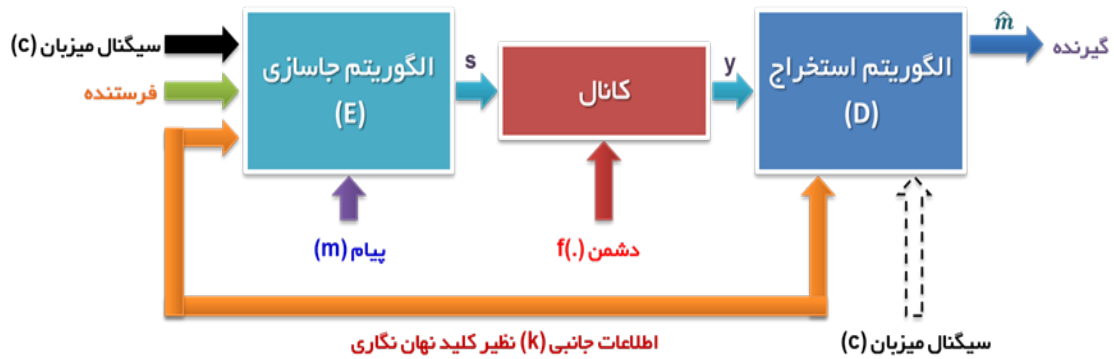 سیگنال میزبان (c)
فرستنده
الگوریتم جاسازی
(E)
s
کانال
y
الگوریتم استخراج
(D)
m̂
گیرنده
پیام (m)
دشمن f(.)
سیگنال میزبان (c)
اطلاعات جانبی (k) نظیر کلید نهان نگاری